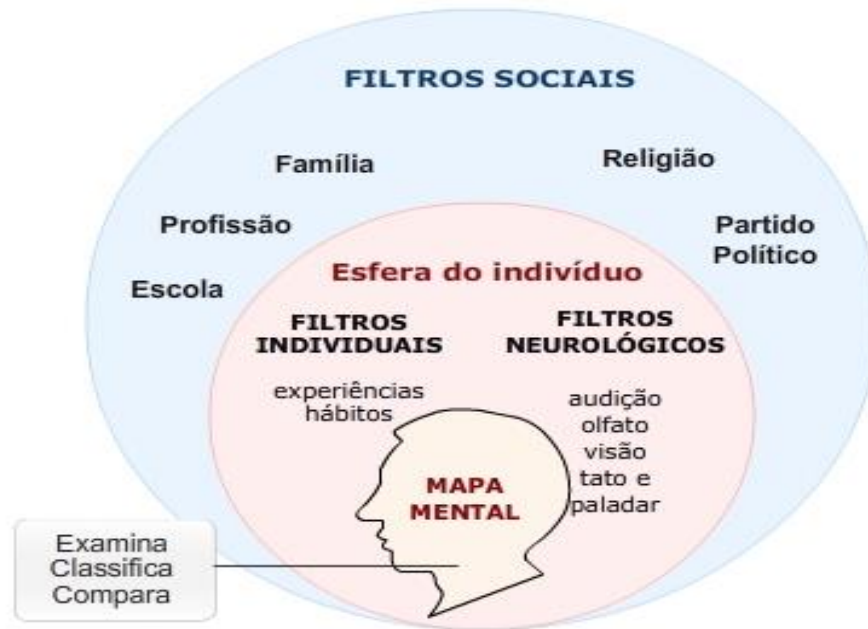 FILTROS SOCIAIS
Família
Religião
Profissão
Partido
Político
Escola
Esfera do indivíduo
FILTROS
INDIVIDUAIS
experiências
hábitos
FILTROS
NEUROLÓGICOS
audição
olfato
visão
tato e
paladar
MAPA
MENTAL
Examina
Classifica
Compara